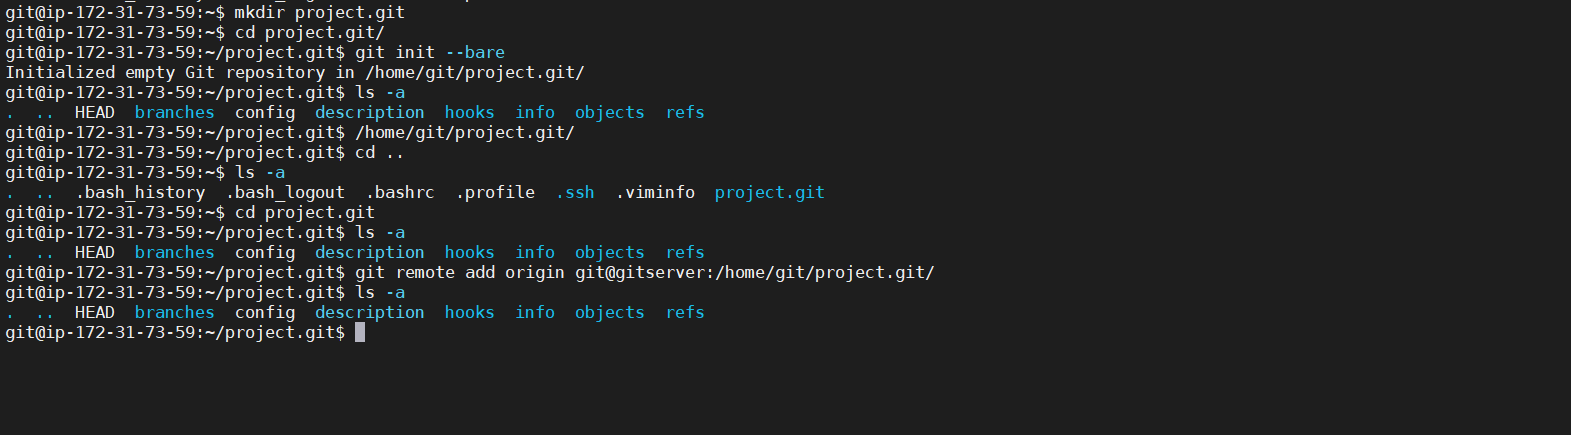 git@ip-172-31-73-59:~$ mkdir project.git
git@ip-172-31-73-59:~$ cd project.git/
git@ip-172-31-73-59:~/project.git$ git init --bare
Initialized empty Git repository in /home/git/project.git/
git@ip-172-31-73-59:~/project.git$ ls -a
.  ..  HEAD  branches  config  description  hooks  info  objects  refs
git@ip-172-31-73-59:~/project.git$ /home/git/project.git/
git@ip-172-31-73-59:~/project.git$ cd ..
git@ip-172-31-73-59:~$ ls -a
.  ..  .bash_history  .bash_logout  .bashrc  .profile  .ssh  .viminfo  project.git
git@ip-172-31-73-59:~$ cd project.git
git@ip-172-31-73-59:~/project.git$ ls -a
.  ..  HEAD  branches  config  description  hooks  info  objects  refs
git@ip-172-31-73-59:~/project.git$ git remote add origin git@gitserver:/home/git/project.git/
git@ip-172-31-73-59:~/project.git$ ls -a
.  ..  HEAD  branches  config  description  hooks  info  objects  refs
git@ip-172-31-73-59:~/project.git$